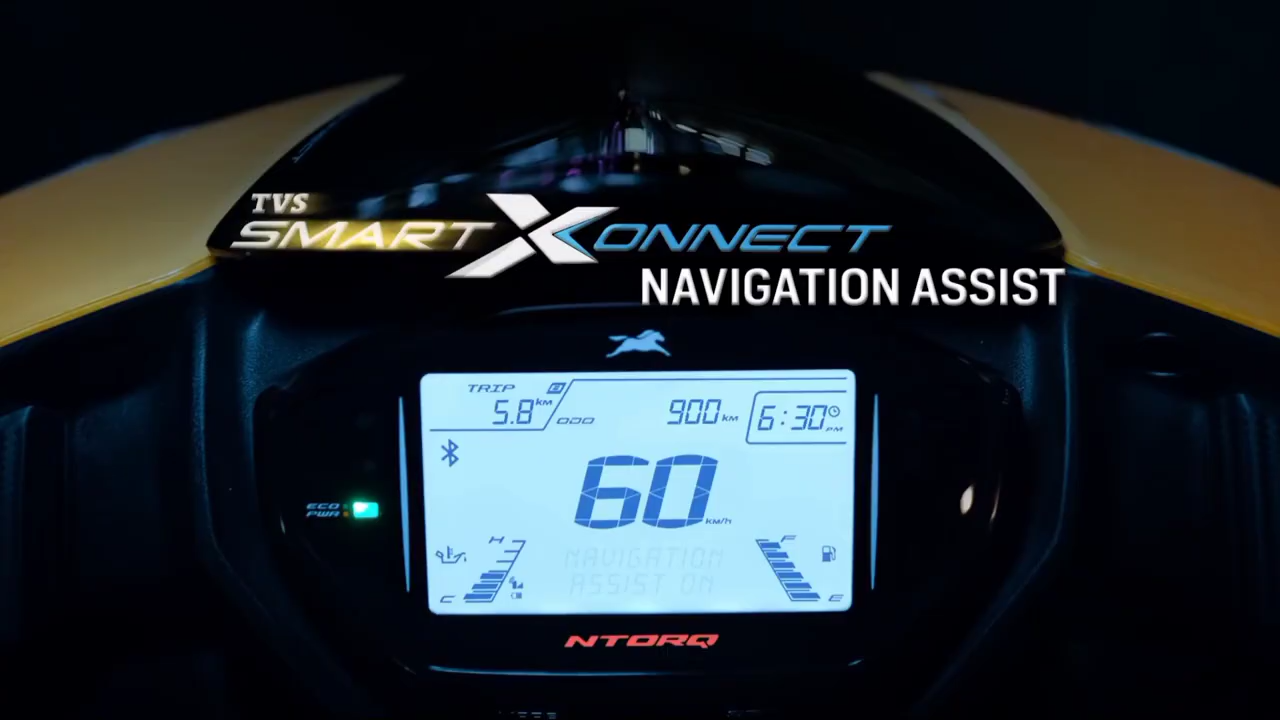 TVS
SMART XONNECT
NAVIGATION ASSIST
TRIP
5.8 KM
ODO
900 KM
6:30 PM
60 KM/H
ECO
PWR
H
C
NAVIGATION
ASSIST ON
F
E
NTORQ